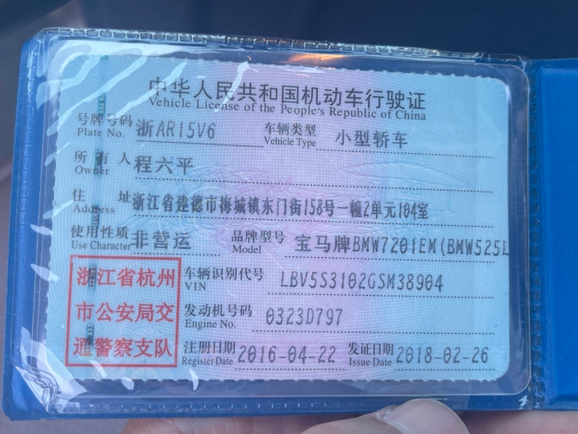 中华人民共和国机动车行驶证
Vehicle License of the People's Republic of China
号牌号码 浙AR15V6 车辆类型 小型轿车
Plate No. Vehicle Type
所有人 程六平
Owner
住址 浙江省建德市梅城镇东门街158号一幢2单元104室
Address
使用性质 非营运 品牌型号 宝马牌BMW7201EM(BMW525L
Use Character Model
浙江省杭州
市公安局交
通警察支队
车辆识别代号 LBV5S3102GSM38904
VIN
发动机号码 0323D797
Engine No.
注册日期 2016-04-22 发证日期 2018-02-26
Register Date Issue Date